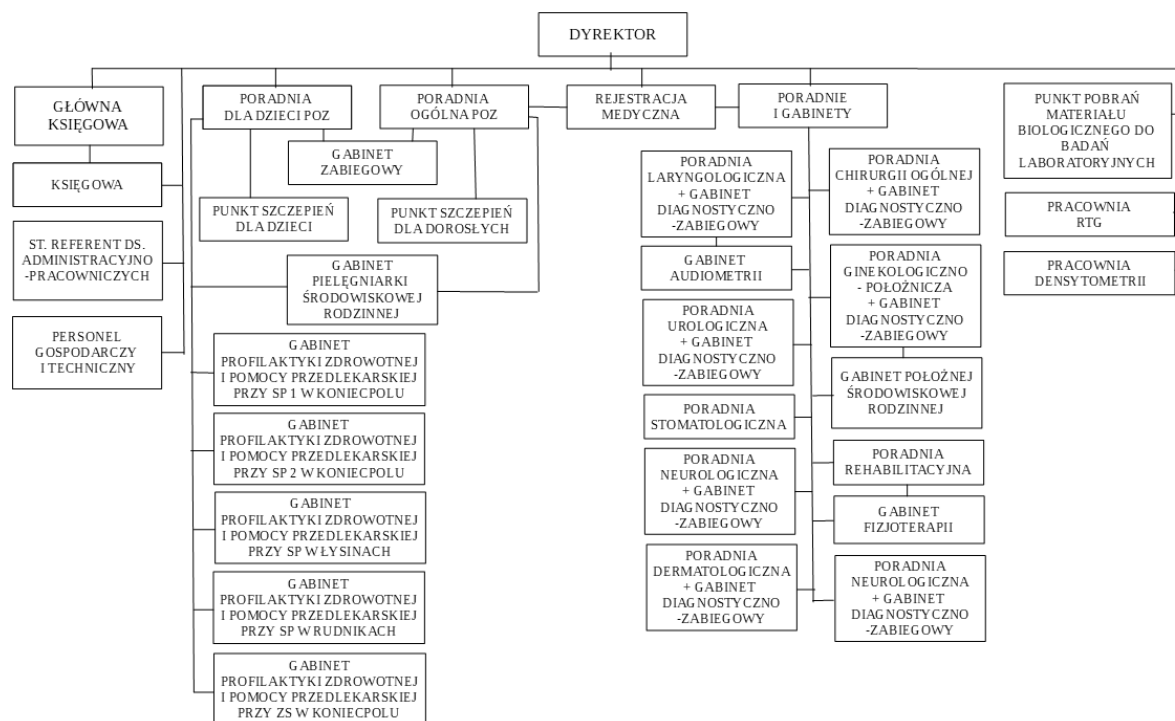 DYREKTOR
GŁÓWNA
KSIĘGOWA
PORADNIA
DLA DZIECI POZ
PORADNIA
OGÓLNA POZ
REJESTRACJA
MEDYCZNA
PORADNIE
I GABINETY
PUNKT POBRAŃ
MATERIAŁU
BIOLOGICZNEGO DO
BADAŃ
LABORATORYJNYCH
KSIĘGOWA
GABINET
ZABIEGOWY
PUNKT SZCZEPIEŃ
DLA DZIECI
PUNKT SZCZEPIEŃ
DLA DOROSŁYCH
ST. REFERENT DS.
ADMINISTRACYJNO
-PRACOWNICZYCH
GABINET
PIELĘGNIARKI
ŚRODOWISKOWEJ
RODZINNEJ
PERSONEL
GOSPODARCZY
I TECHNICZNY
GABINET
PROFILAKTYKI ZDROWOTNEJ
I POMOCY PRZEDLEKARSKIEJ
PRZY SP 1 W KONIECPOLU
GABINET
PROFILAKTYKI ZDROWOTNEJ
I POMOCY PRZEDLEKARSKIEJ
PRZY SP 2 W KONIECPOLU
GABINET
PROFILAKTYKI ZDROWOTNEJ
I POMOCY PRZEDLEKARSKIEJ
PRZY SP W ŁYSINACH
GABINET
PROFILAKTYKI ZDROWOTNEJ
I POMOCY PRZEDLEKARSKIEJ
PRZY SP W RUDNIKACH
GABINET
PROFILAKTYKI ZDROWOTNEJ
I POMOCY PRZEDLEKARSKIEJ
PRZY ZS W KONIECPOLU
PORADNIA
LARYNGOLOGICZNA
+ GABINET
DIAGNOSTYCZNO
-ZABIEGOWY
GABINET
AUDIOMETRII
PORADNIA
UROLOGICZNA
+ GABINET
DIAGNOSTYCZNO
-ZABIEGOWY
PORADNIA
STOMATOLOGICZNA
PORADNIA
NEUROLOGICZNA
+ GABINET
DIAGNOSTYCZNO
-ZABIEGOWY
PORADNIA
DERMATOLOGICZNA
+ GABINET
DIAGNOSTYCZNO
-ZABIEGOWY
PORADNIA
CHIRURGII OGÓLNEJ
+ GABINET
DIAGNOSTYCZNO
-ZABIEGOWY
PORADNIA
GINEKOLOGICZNO
- POŁOŻNICZA
+ GABINET
DIAGNOSTYCZNO
-ZABIEGOWY
GABINET POŁOŻNEJ
ŚRODOWISKOWEJ
RODZINNEJ
PORADNIA
REHABILITACYJNA
GABINET
FIZJOTERAPII
PORADNIA
NEUROLOGICZNA
+ GABINET
DIAGNOSTYCZNO
-ZABIEGOWY
PRACOWNIA
RTG
PRACOWNIA
DENSYTOMETRII